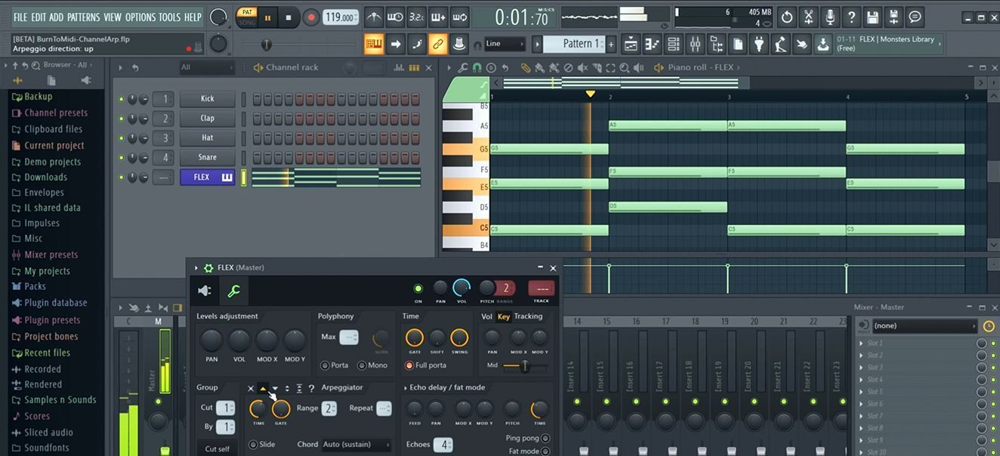 FILE EDIT ADD PATTERNS VIEW OPTIONS TOOLS HELP
PAT
SONG
119.000
3.2.
0:01:70
M:S:CS
6
405 MB
4
[BETA] BurnToMidi-ChannelArp.flp
Arpeggio direction: up
Line
Pattern 1
01-11 FLEX | Monsters Library
(Free)
Browser - All
All
Channel rack
Piano roll - FLEX
Backup
Channel presets
Clipboard files
Current project
Demo projects
Downloads
Envelopes
IL shared data
Impulses
Misc
Mixer presets
My projects
Packs
Plugin database
Plugin presets
Project bones
Recent files
Recorded
Rendered
Samples n Sounds
Scores
Sliced audio
Soundfonts
1 Kick
2 Clap
3 Hat
4 Snare
--- FLEX
1 2 3 4 5
B5
A5
G5
F5
E5
D5
C5
B4
A5 A5
G5 G5
F5 F5
E5 E5
D5
C5 C5 C5
FLEX (Master)
ON PAN VOL PITCH 2 RANGE --- TRACK
Levels adjustment
PAN VOL MOD X MOD Y
Polyphony
Max ---
SLIDE
Porta Mono
Time
GATE SHIFT SWING
Full porta
Vol Key Tracking
PAN MOD X MOD Y
Mid
Group
Cut 1
By 1
Cut self
? Arpeggiator
TIME GATE
Range 2 Repeat ---
Slide Chord Auto (sustain)
Echo delay / fat mode
FEED PAN MOD X MOD Y PITCH TIME
Echoes 4
Ping pong
Fat mode
C M
Master
14 15 16 17 18 19 20 21 22 23
Insert 14
Insert 15
Insert 16
Insert 17
Insert 18
Insert 19
Insert 20
Insert 21
Insert 22
Insert 23
Mixer - Master
(none)
Slot 1
Slot 2
Slot 3
Slot 4
Slot 5
Slot 6
Slot 7
Slot 8
Slot 9
Slot 10